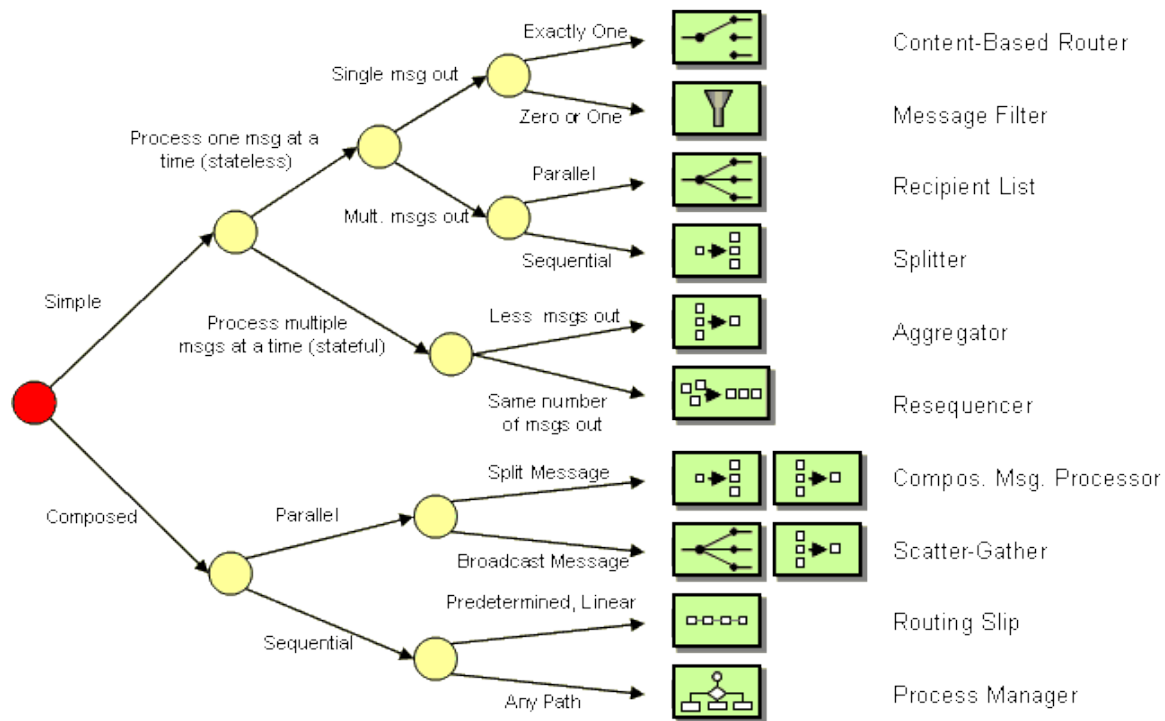 Exactly One
Content-Based Router
Single msg out
Zero or One
Message Filter
Process one msg at a
time (stateless)
Parallel
Recipient List
Mult. msgs out
Sequential
Splitter
Simple
Process multiple
msgs at a time (stateful)
Less msgs out
Aggregator
Same number
of msgs out
Resequencer
Composed
Split Message
Compos. Msg. Processor
Parallel
Broadcast Message
Scatter-Gather
Predetermined, Linear
Routing Slip
Sequential
Any Path
Process Manager